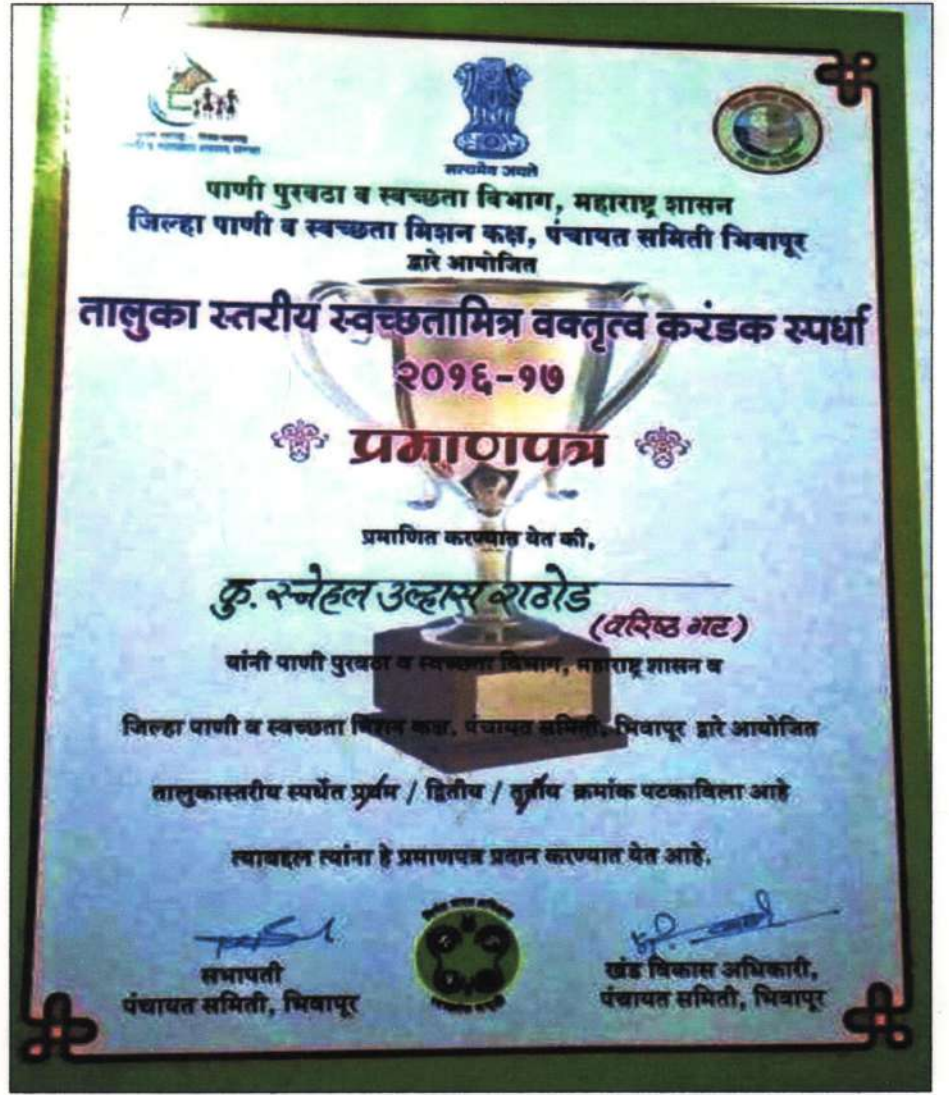 सत्यमेव जयते
पाणी पुरवठा व स्वच्छता विभाग, महाराष्ट्र शासन
जिल्हा पाणी व स्वच्छता मिशन कक्ष, पंचायत समिती भिवापूर
द्वारे आयोजित
तालुका स्तरीय स्वच्छतामित्र वक्तृत्व करंडक स्पर्धा
२०१६-१७
प्रमाणपत्र
प्रमाणित करण्यात येत की,
कु. स्नेहल उल्हास राठोड
(वरिष्ठ गट)
यांनी पाणी पुरवठा व स्वच्छता विभाग, महाराष्ट्र शासन व
जिल्हा पाणी व स्वच्छता मिशन कक्ष, पंचायत समिती, भिवापूर द्वारे आयोजित
तालुकास्तरीय स्पर्धेत प्रथम / द्वितीय / तृतीय क्रमांक पटकाविला आहे
त्याबद्दल त्यांना हे प्रमाणपत्र प्रदान करण्यात येत आहे.
सभापती
पंचायत समिती, भिवापूर
खंड विकास अधिकारी,
पंचायत समिती, भिवापूर